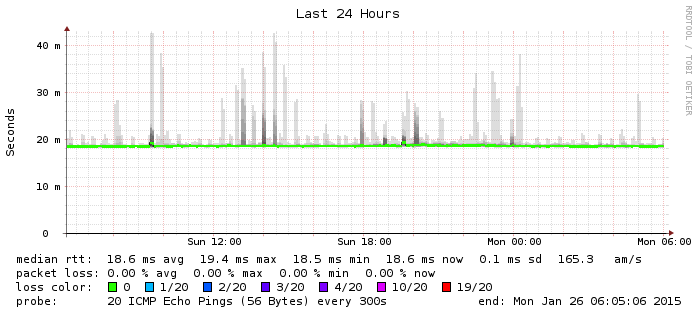 Last 24 Hours
RRDTOOL / TOBI OETIKER
Seconds
40 m
30 m
20 m
10 m
0
Sun 12:00 Sun 18:00 Mon 00:00 Mon 06:00
median rtt: 18.6 ms avg 19.4 ms max 18.5 ms min 18.6 ms now 0.1 ms sd 165.3 am/s
packet loss: 0.00 % avg 0.00 % max 0.00 % min 0.00 % now
loss color: 0 1/20 2/20 3/20 4/20 10/20 19/20
probe: 20 ICMP Echo Pings (56 Bytes) every 300s end: Mon Jan 26 06:05:06 2015